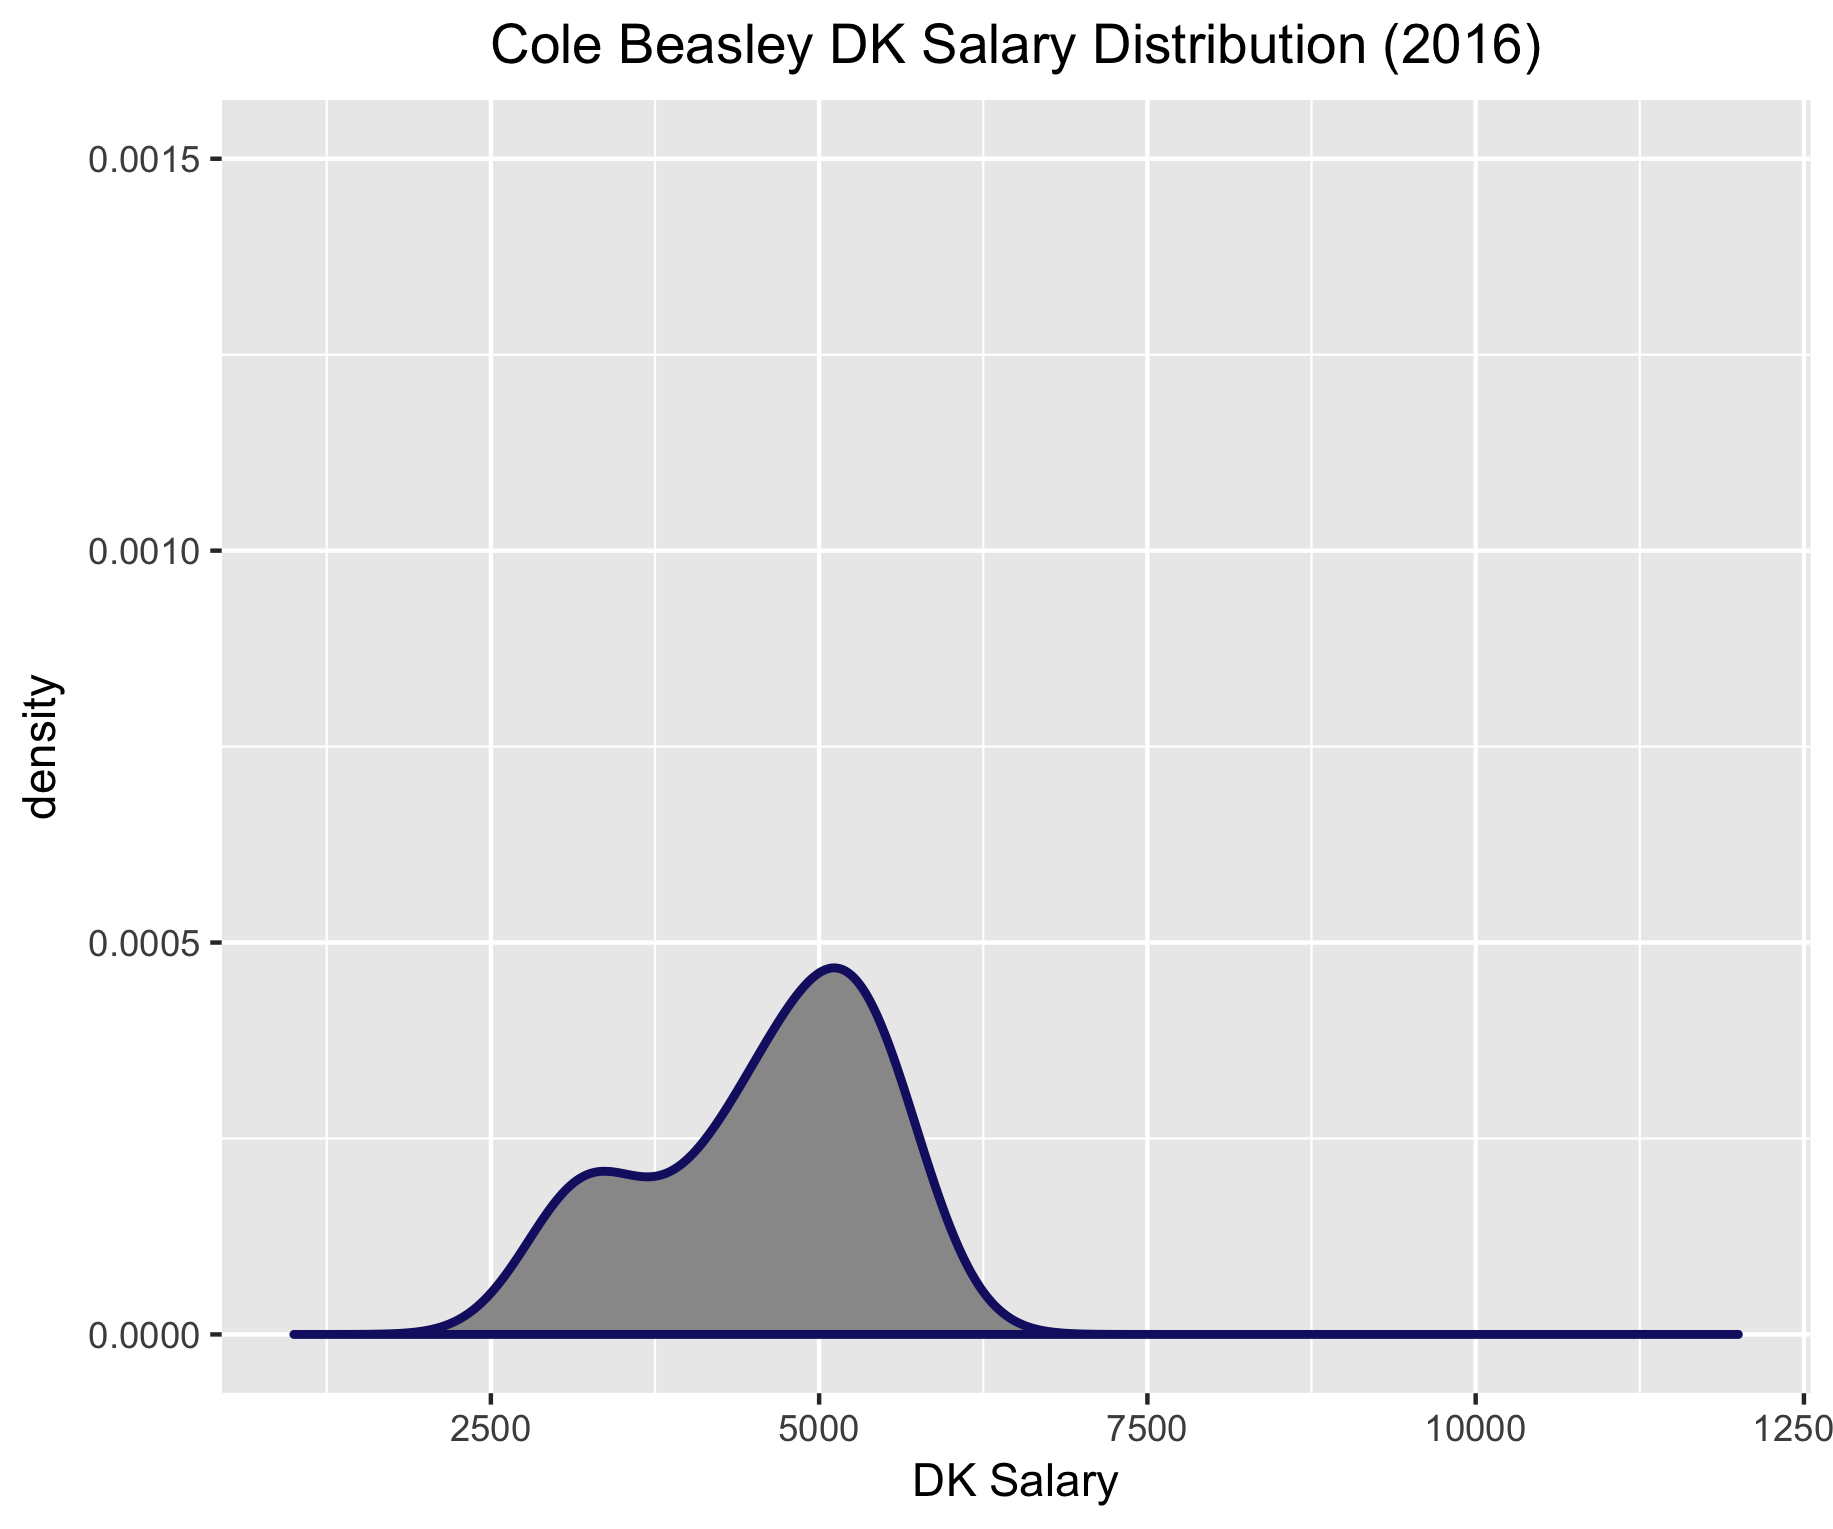 Cole Beasley DK Salary Distribution (2016)
0.0015
0.0010
0.0005
0.0000
density
2500 5000 7500 10000 1250
DK Salary